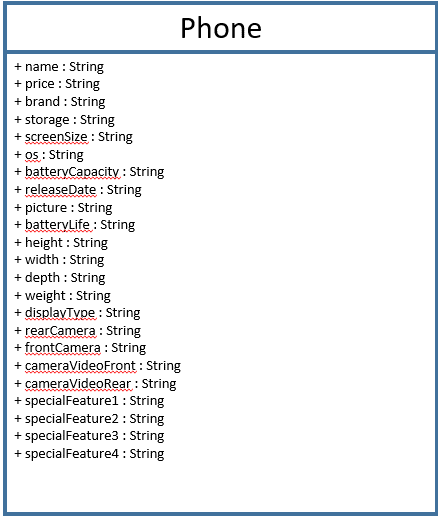 Phone
+ name : String
+ price : String
+ brand : String
+ storage : String
+ screenSize : String
+ os : String
+ batteryCapacity : String
+ releaseDate : String
+ picture : String
+ batteryLife : String
+ height : String
+ width : String
+ depth : String
+ weight : String
+ displayType : String
+ rearCamera : String
+ frontCamera : String
+ cameraVideoFront : String
+ cameraVideoRear : String
+ specialFeature1 : String
+ specialFeature2 : String
+ specialFeature3 : String
+ specialFeature4 : String